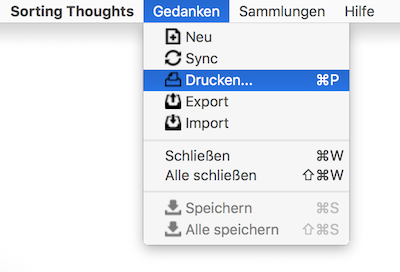 Sorting Thoughts Gedanken Sammlungen Hilfe
Neu
Sync
Drucken... ⌘P
Export
Import
Schließen ⌘W
Alle schließen ⇧⌘W
Speichern ⌘S
Alle speichern ⇧⌘S